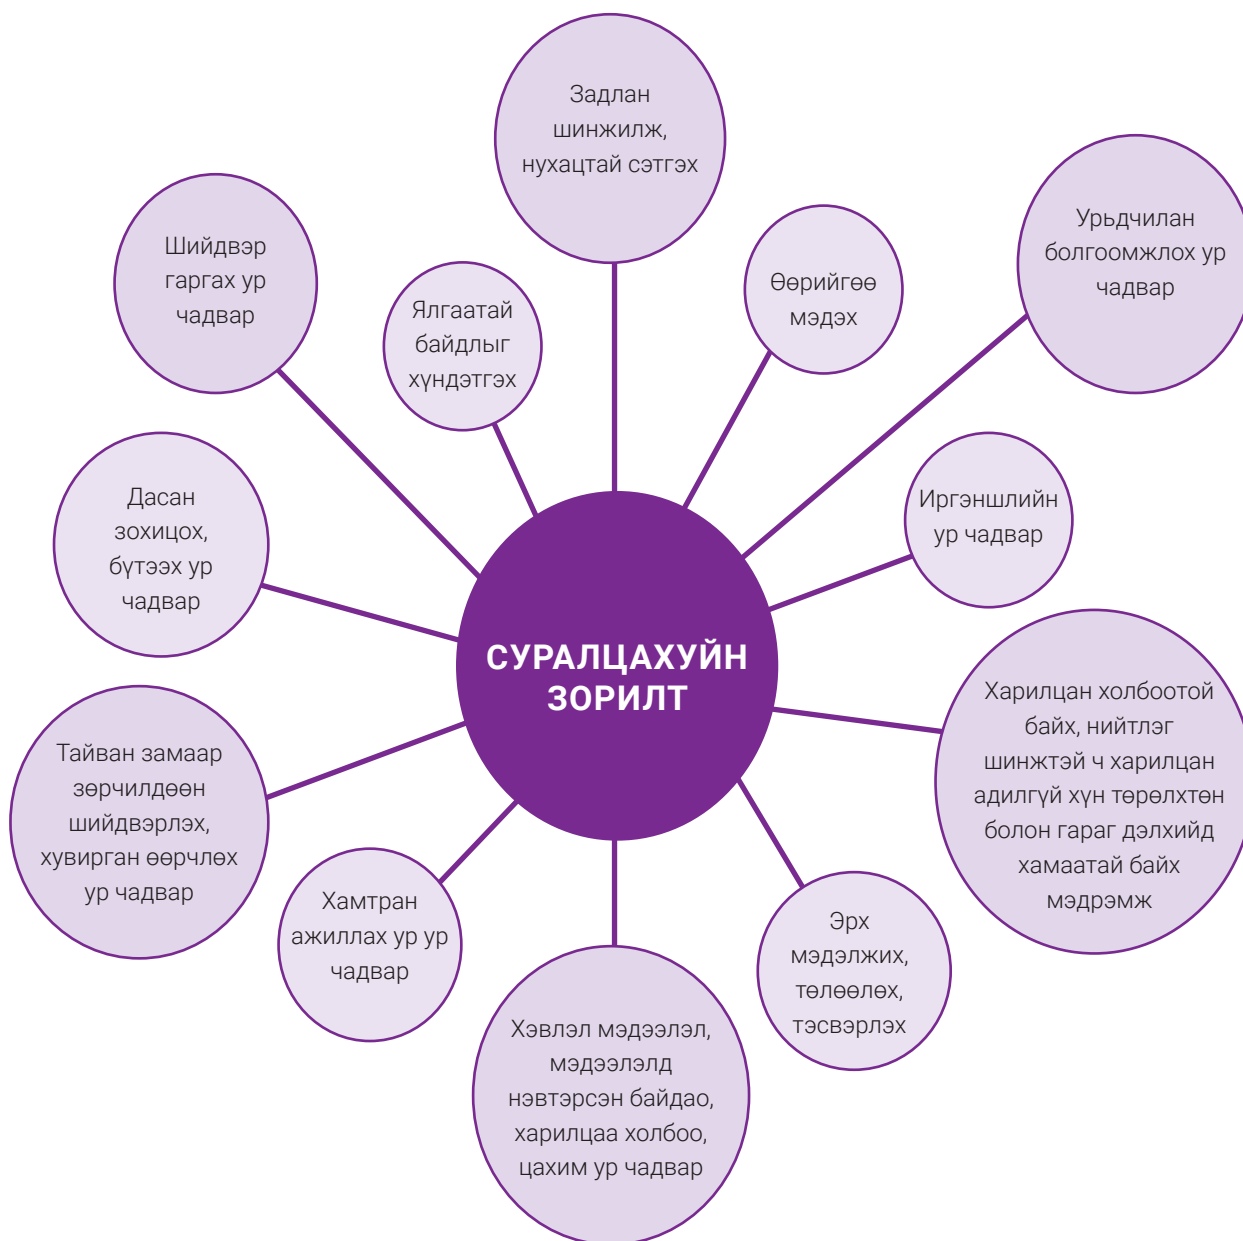 Задлан
шинжилж,
нухацтай сэтгэх
Урьдчилан
болгоомжлох ур
чадвар
Шийдвэр
гаргах ур
чадвар
Өөрийгөө
мэдэх
Ялгаатай
байдлыг
хүндэтгэх
Иргэншлийн
ур чадвар
Дасан
зохицох,
бүтээх ур
чадвар
СУРАЛЦАХУЙН
ЗОРИЛТ
Харилцан холбоотой
байх, нийтлэг
шинжтэй ч харилцан
адилгүй хүн төрөлхтөн
болон гараг дэлхийд
хамаатай байх
мэдрэмж
Тайван замаар
зөрчилдөөн
шийдвэрлэх,
хувирган өөрчлөх
ур чадвар
Хамтран
ажиллах ур ур
чадвар
Эрх
мэдэлжих,
төлөөлөх,
тэсвэрлэх
Хэвлэл мэдээлэл,
мэдээлэлд
нэвтэрсэн байдао,
харилцаа холбоо,
цахим ур чадвар